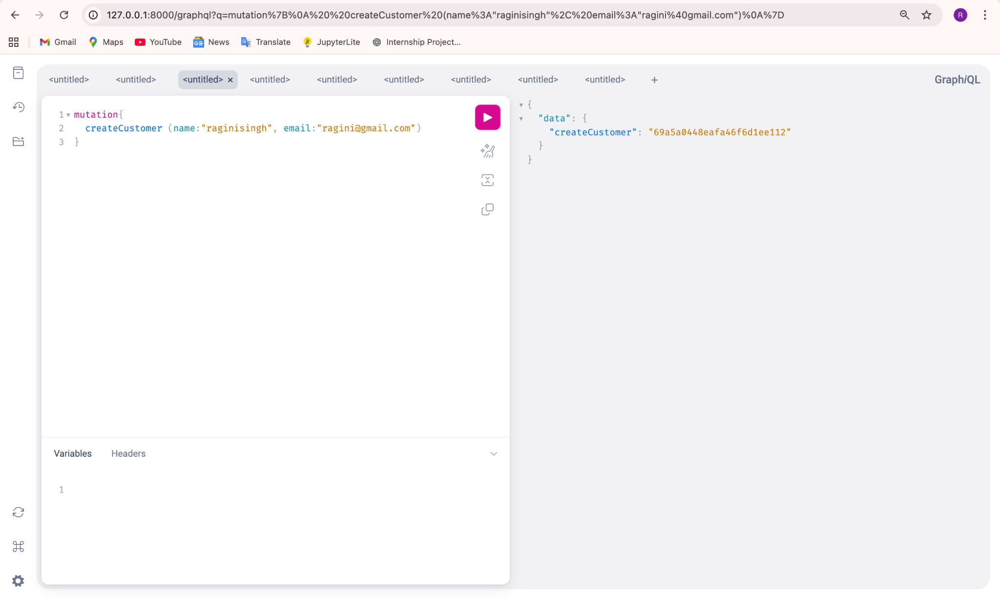 127.0.0.1:8000/graphql?q=mutation%7B%0A%20%20createCustomer%20(name%3A"raginisingh"%2C%20email%3A"ragini%40gmail.com")%0A%7D
R
Gmail Maps YouTube News Translate JupyterLite Internship Project...
<untitled> <untitled> <untitled> × <untitled> <untitled> <untitled> <untitled> <untitled> <untitled> + GraphiQL
1 mutation{
2 createCustomer (name:"raginisingh", email:"ragini@gmail.com")
3 }
{
"data": {
"createCustomer": "69a5a0448eafa46f6d1ee112"
}
}
Variables Headers
1